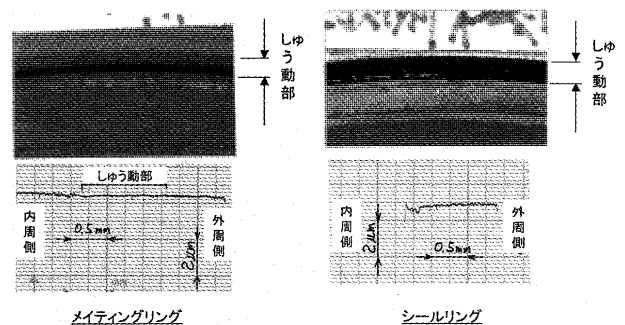 しゅう動部
しゅう動部
しゅう動部
内周側
0.5mm
2μm
外周側
内周側
2μm
0.5mm
外周側
メイティングリング
シールリング